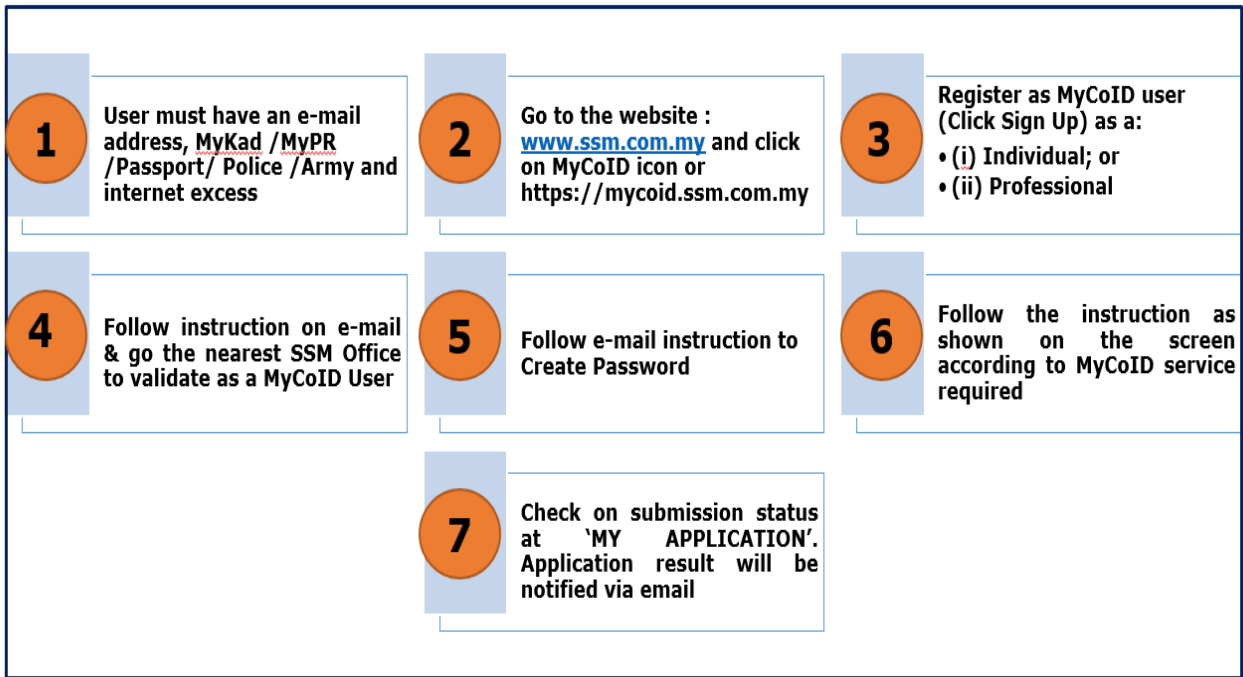 1
User must have an e-mail
address, MyKad /MyPR
/Passport/ Police /Army and
internet excess
2
Go to the website :
www.ssm.com.my and click
on MyCoID icon or
https://mycoid.ssm.com.my
3
Register as MyCoID user
(Click Sign Up) as a:
• (i) Individual; or
• (ii) Professional
4
Follow instruction on e-mail
& go the nearest SSM Office
to validate as a MyCoID User
5
Follow e-mail instruction to
Create Password
6
Follow the instruction as
shown on the screen
according to MyCoID service
required
7
Check on submission status
at ‘MY APPLICATION’.
Application result will be
notified via email